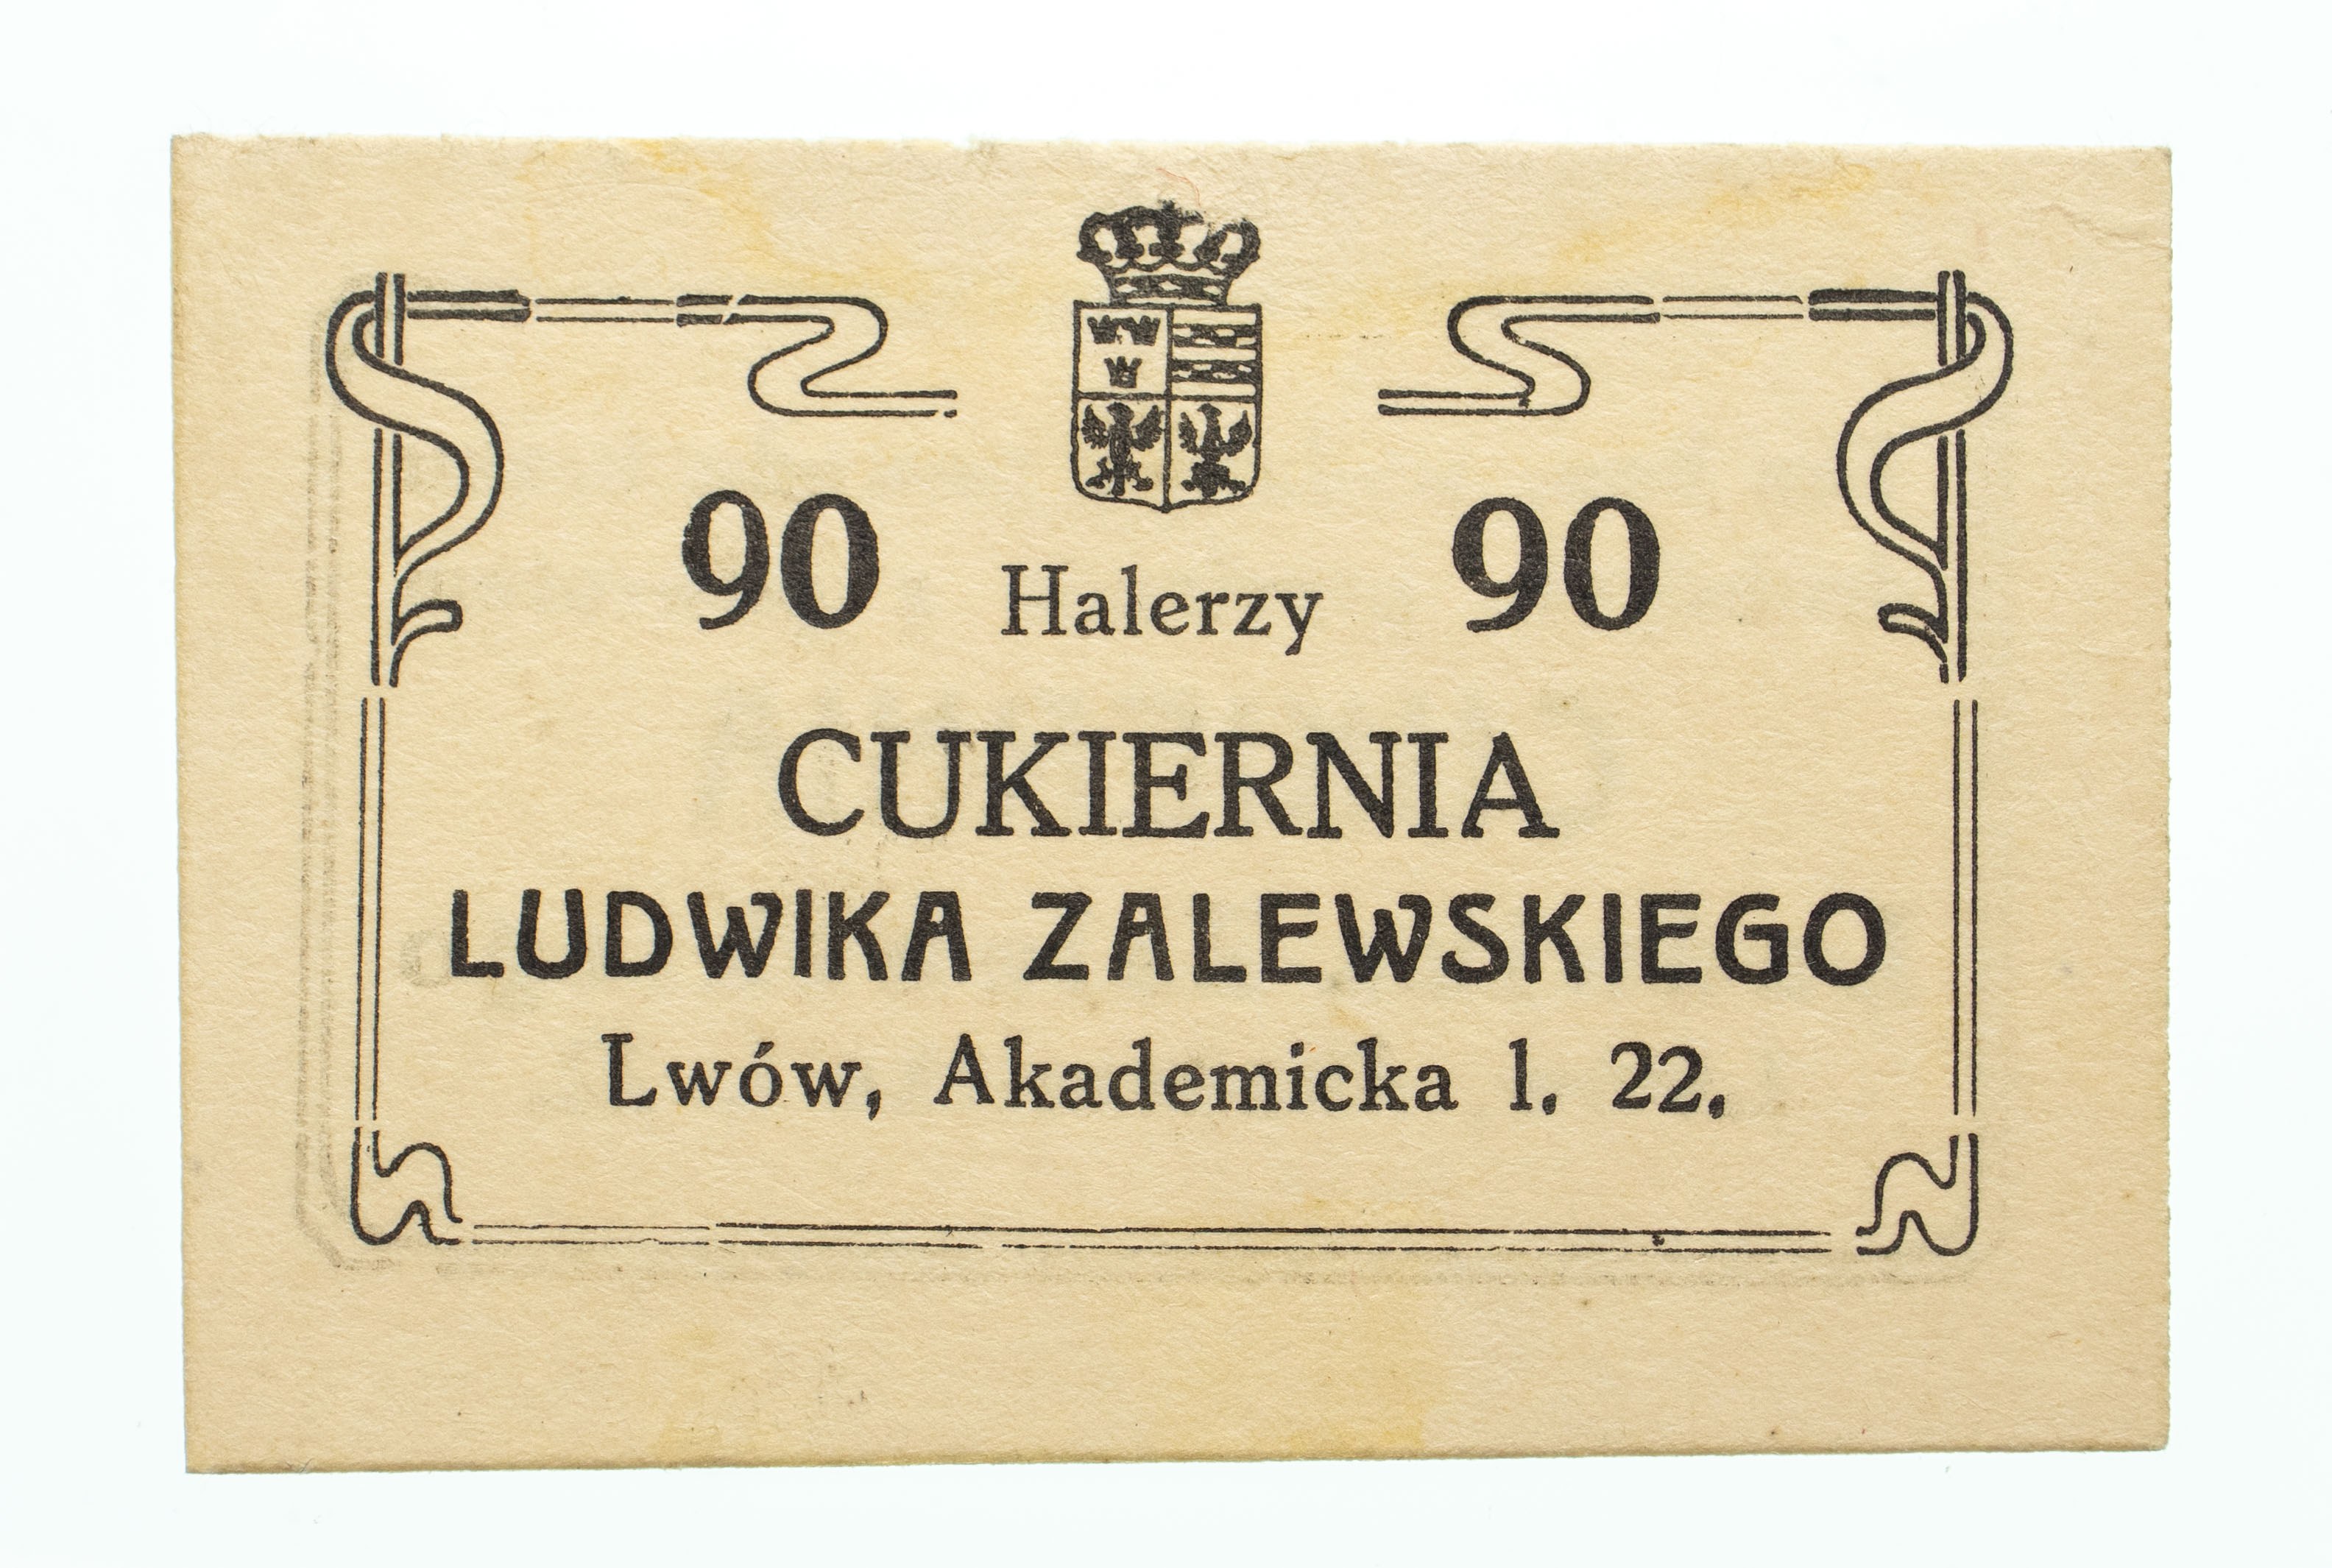 90 Halerzy 90
CUKIERNIA
LUDWIKA ZALEWSKIEGO
Lwów, Akademicka l. 22.